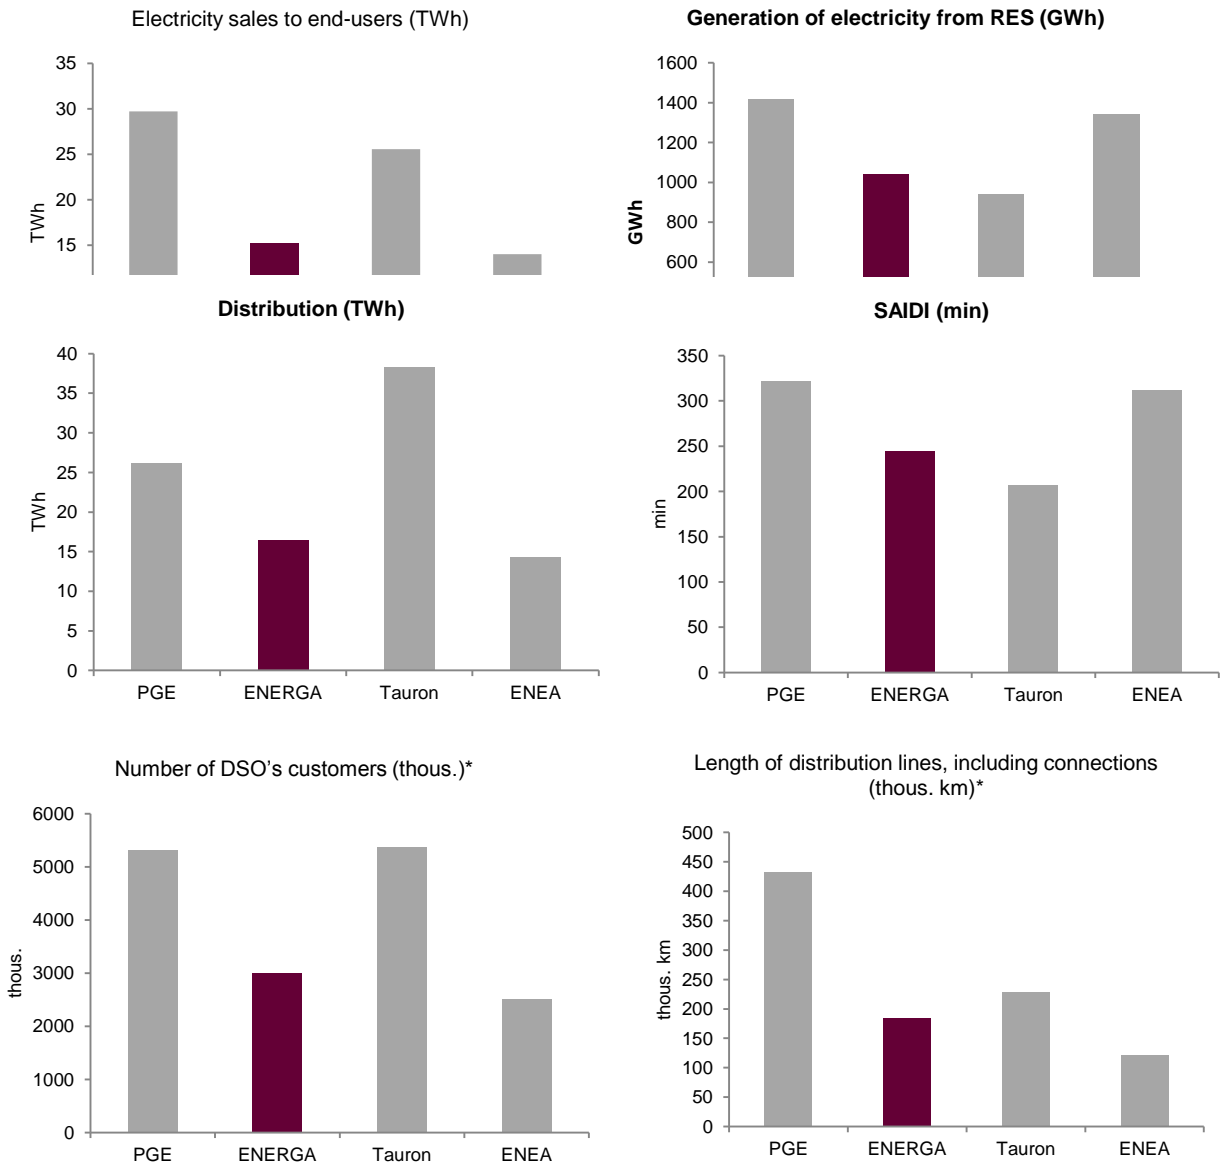 Electricity sales to end-users (TWh)
35
30
25
20
15
TWh
Generation of electricity from RES (GWh)
1600
1400
1200
1000
800
600
GWh
Distribution (TWh)
40
35
30
25
20
15
10
5
0
TWh
PGE ENERGA Tauron ENEA
SAIDI (min)
350
300
250
200
150
100
50
0
min
PGE ENERGA Tauron ENEA
Number of DSO's customers (thous.)*
6000
5000
4000
3000
2000
1000
0
thous.
PGE ENERGA Tauron ENEA
Length of distribution lines, including connections
(thous. km)*
500
450
400
350
300
250
200
150
100
50
0
thous. km
PGE ENERGA Tauron ENEA